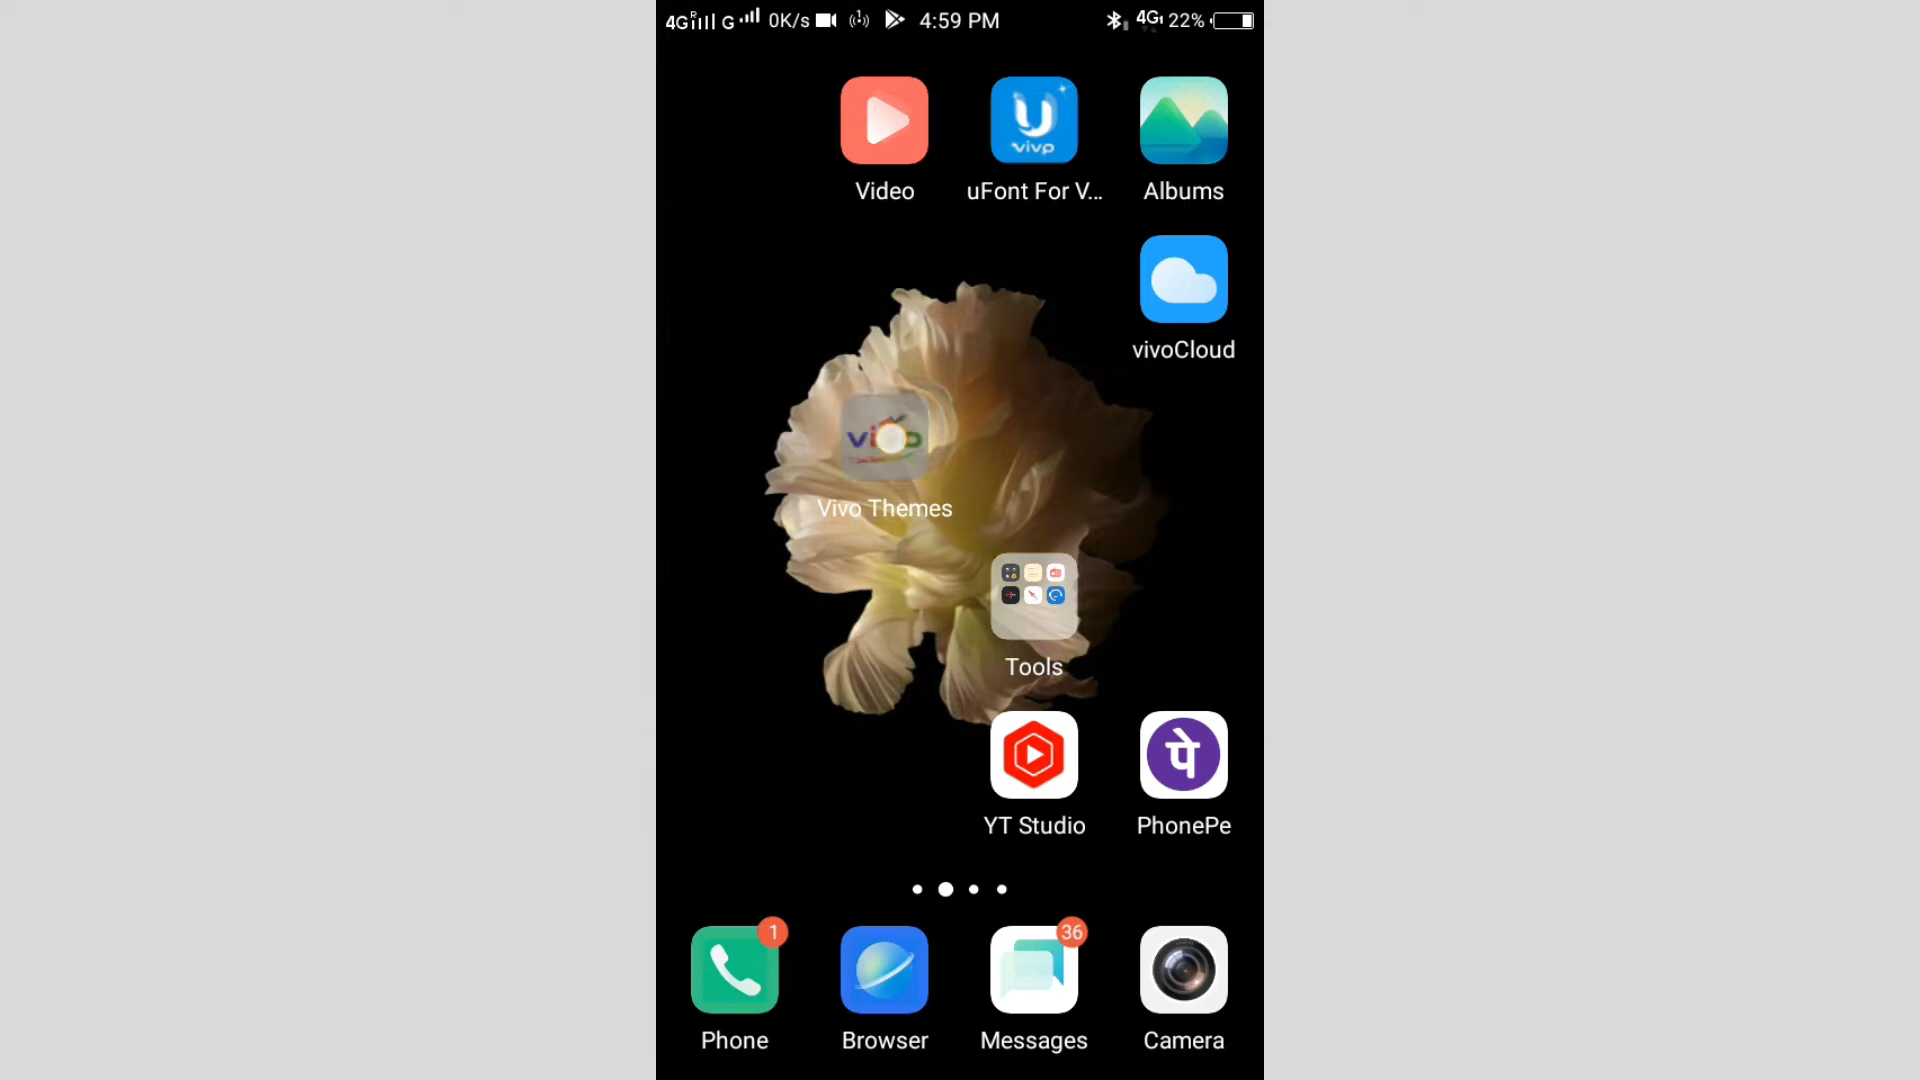 4G R G 0K/s 4:59 PM 4G 22%
Video
uFont For V...
Albums
vivoCloud
Vivo Themes
Tools
YT Studio
पे
PhonePe
1
36
Phone
Browser
Messages
Camera